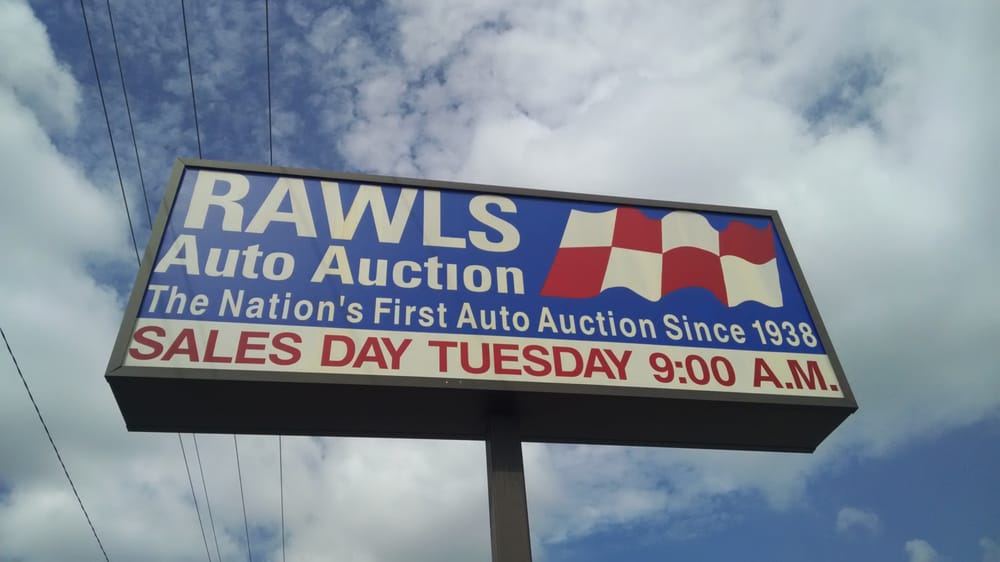 RAWLS
Auto Auction
The Nation's First Auto Auction Since 1938
SALES DAY TUESDAY 9:00 A.M.